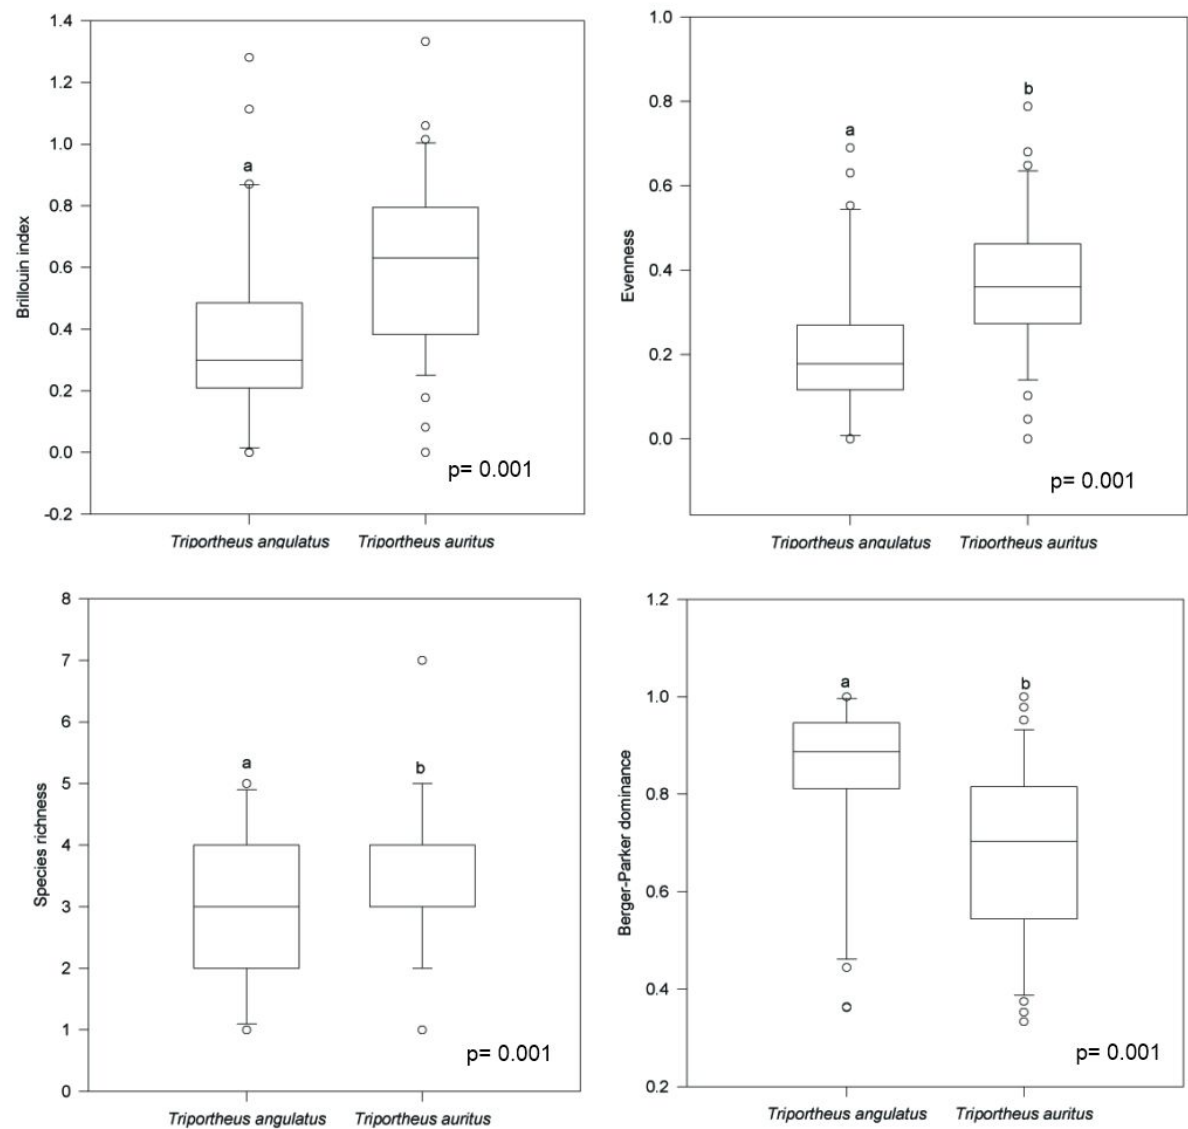 1.4
1.2
1.0
0.8
0.6
0.4
0.2
0.0
-0.2
Brillouin index
a
p= 0.001
Triportheus angulatus
Triportheus auritus
1.0
0.8
0.6
0.4
0.2
0.0
Evenness
a
b
p= 0.001
Triportheus angulatus
Triportheus auritus
8
7
6
5
4
3
2
1
0
Species richness
a
b
p= 0.001
Triportheus angulatus
Triportheus auritus
1.2
1.0
0.8
0.6
0.4
0.2
Berger-Parker dominance
a
b
p= 0.001
Triportheus angulatus
Triportheus auritus